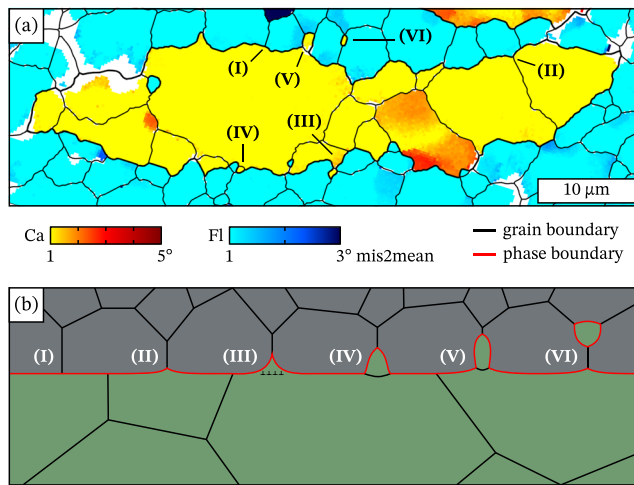 (a)
(VI)
(I)
(V)
(II)
(III)
(IV)
10 μm
Ca
1
5°
Fl
1
3° mis2mean
grain boundary
phase boundary
(b)
(I) (II) (III) (IV) (V) (VI)